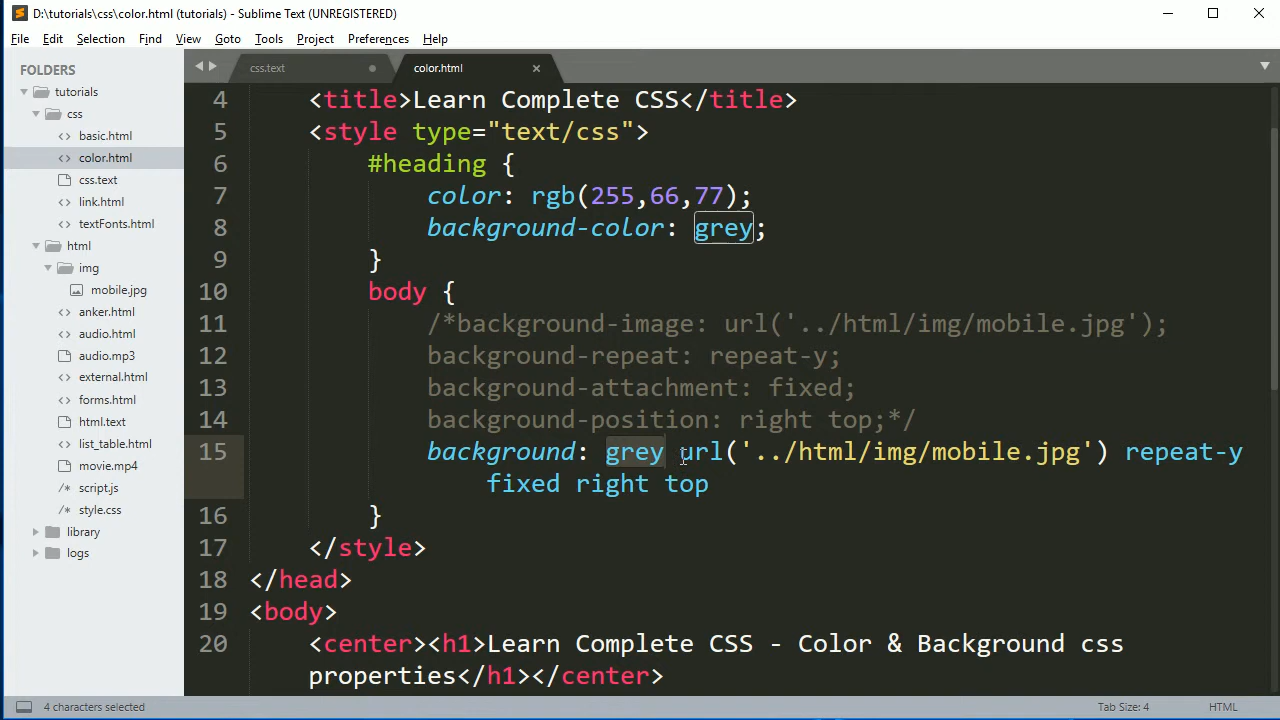 D:\tutorials\css\color.html (tutorials) - Sublime Text (UNREGISTERED)
File Edit Selection Find View Goto Tools Project Preferences Help
FOLDERS
tutorials
css
basic.html
color.html
css.text
link.html
textFonts.html
html
img
mobile.jpg
anker.html
audio.html
audio.mp3
external.html
forms.html
html.text
list_table.html
movie.mp4
script.js
style.css
library
logs
css.text color.html
4 <title>Learn Complete CSS</title>
5 <style type="text/css">
6 #heading {
7 color: rgb(255,66,77);
8 background-color: grey;
9 }
10 body {
11 /*background-image: url('../html/img/mobile.jpg');
12 background-repeat: repeat-y;
13 background-attachment: fixed;
14 background-position: right top;*/
15 background: grey url('../html/img/mobile.jpg') repeat-y
fixed right top
16 }
17 </style>
18 </head>
19 <body>
20 <center><h1>Learn Complete CSS - Color & Background css
properties</h1></center>
4 characters selected Tab Size: 4 HTML